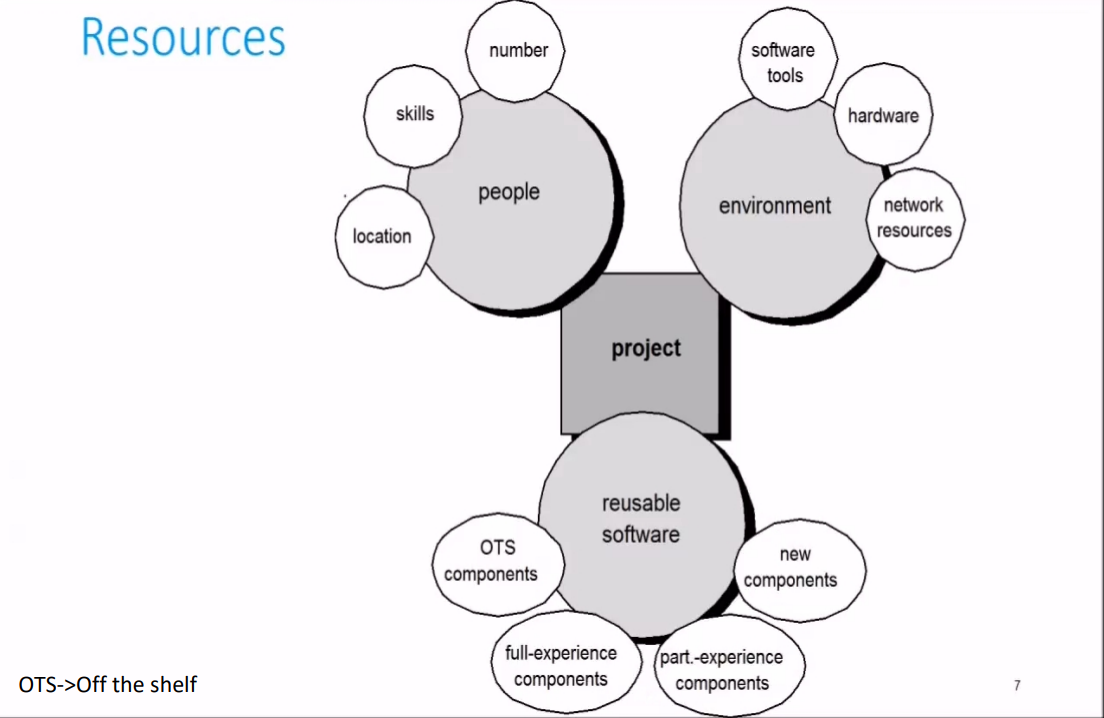 Resources
number
skills
location
people
software
tools
hardware
network
resources
environment
project
reusable
software
OTS
components
full-experience
components
part.-experience
components
new
components
OTS->Off the shelf
7